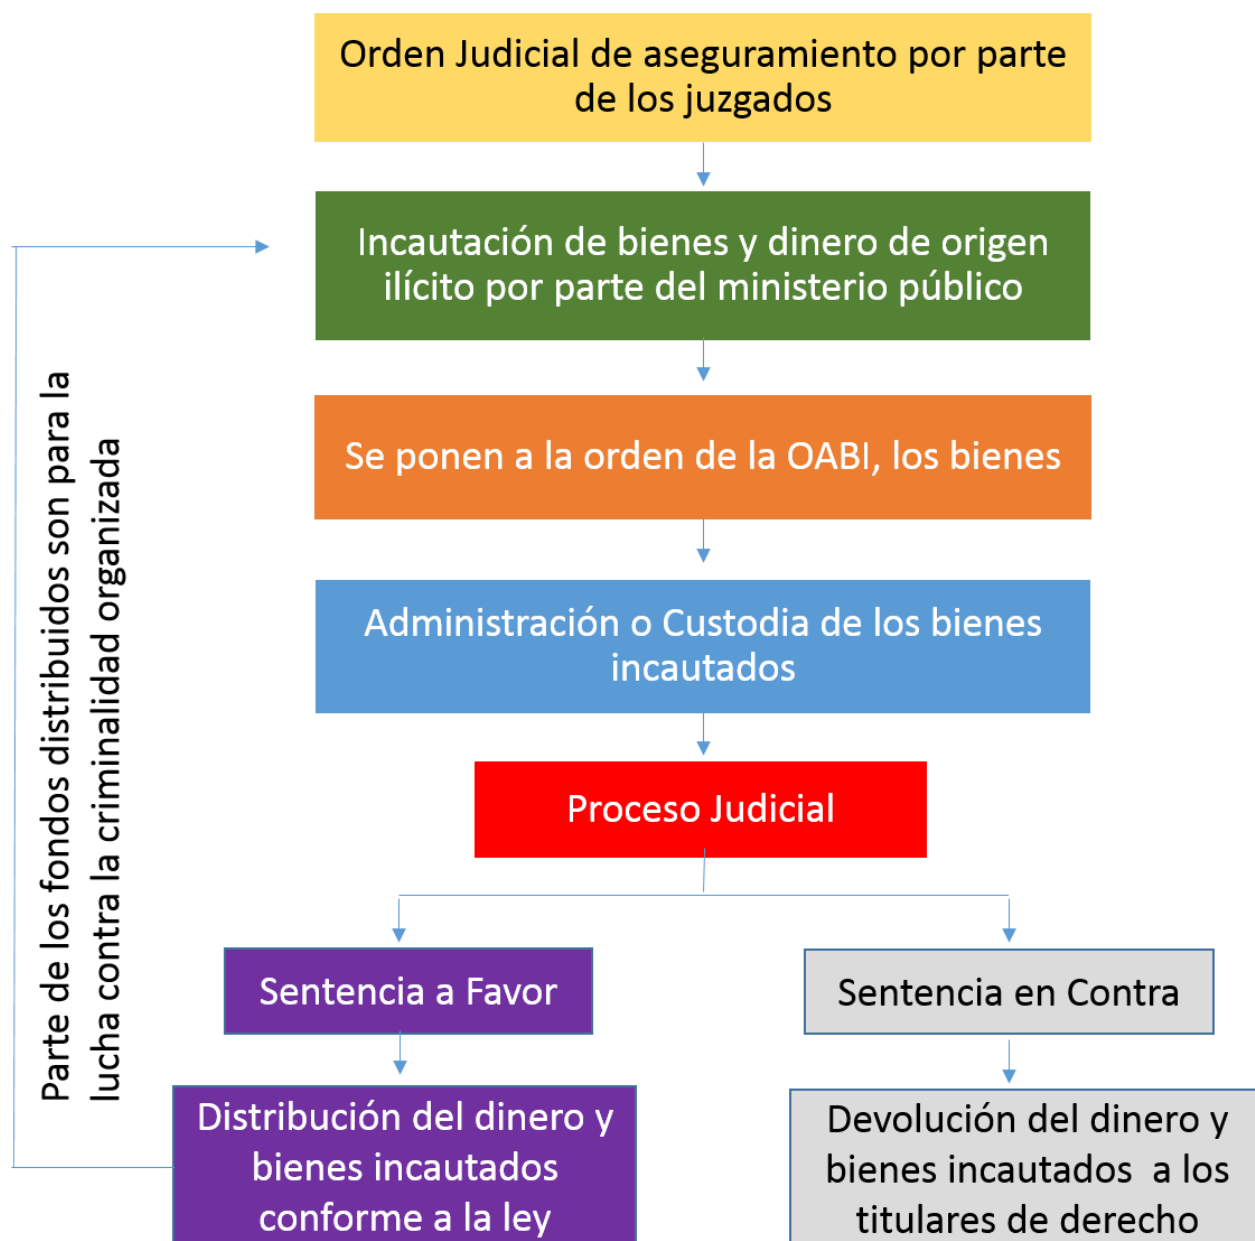 Orden Judicial de aseguramiento por parte
de los juzgados
Incautación de bienes y dinero de origen
ilícito por parte del ministerio público
Se ponen a la orden de la OABI, los bienes
Administración o Custodia de los bienes
incautados
Proceso Judicial
Sentencia a Favor
Sentencia en Contra
Distribución del dinero y
bienes incautados
conforme a la ley
Devolución del dinero y
bienes incautados a los
titulares de derecho
Parte de los fondos distribuidos son para la
lucha contra la criminalidad organizada